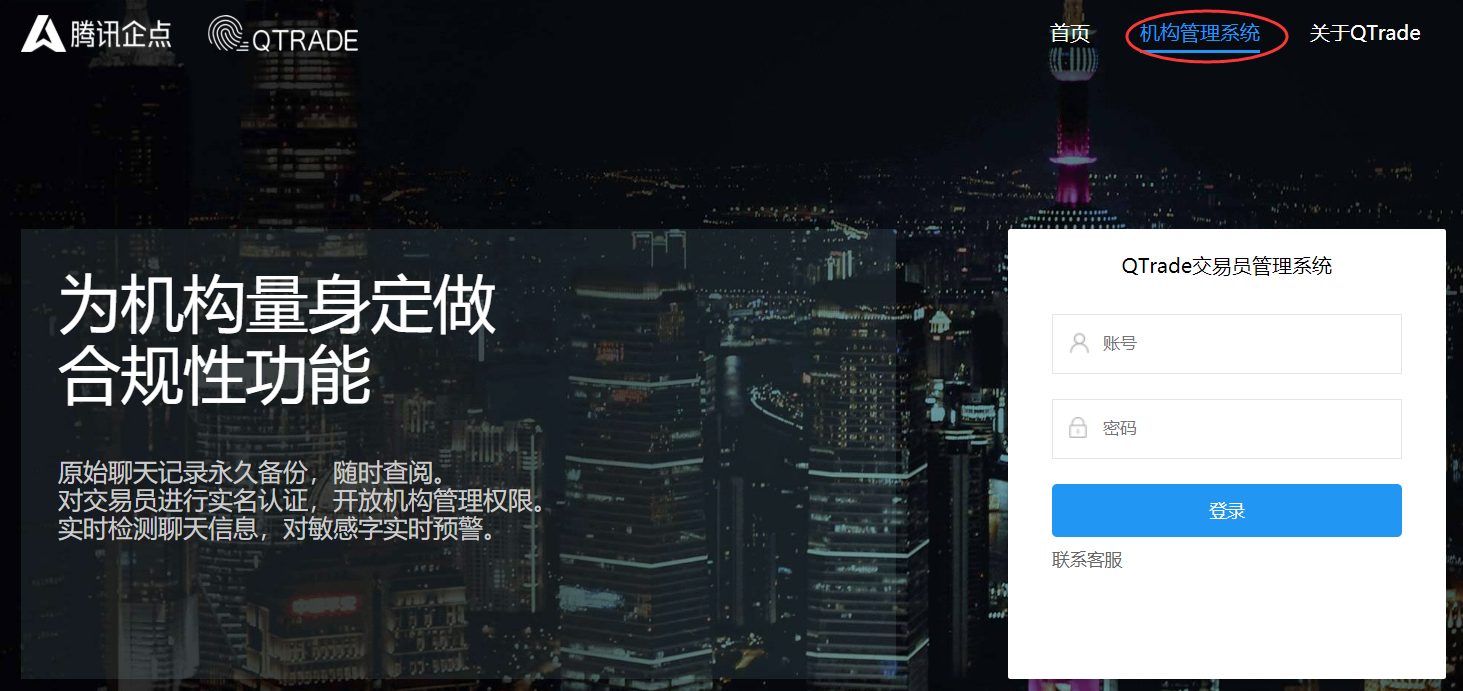 腾讯企点 QTRADE 首页 机构管理系统 关于QTrade
为机构量身定做
合规性功能
原始聊天记录永久备份，随时查阅。
对交易员进行实名认证，开放机构管理权限。
实时检测聊天信息，对敏感字实时预警。
QTrade交易员管理系统
账号
密码
登录
联系客服